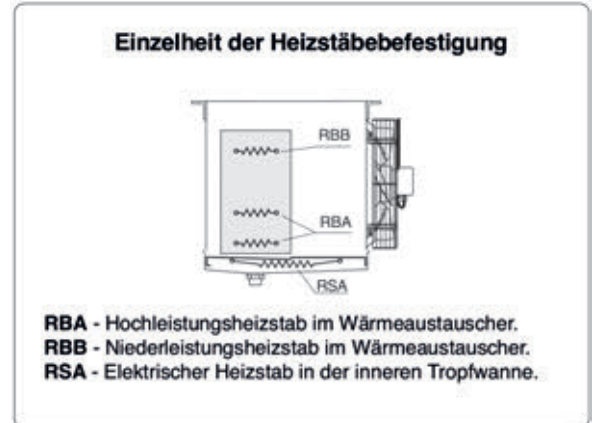 Einzelheit der Heizstäbebefestigung
RBB
RBA
RSA
RBA - Hochleistungsheizstab im Wärmeaustauscher.
RBB - Niederleistungsheizstab im Wärmeaustauscher.
RSA - Elektrischer Heizstab in der inneren Tropfwanne.